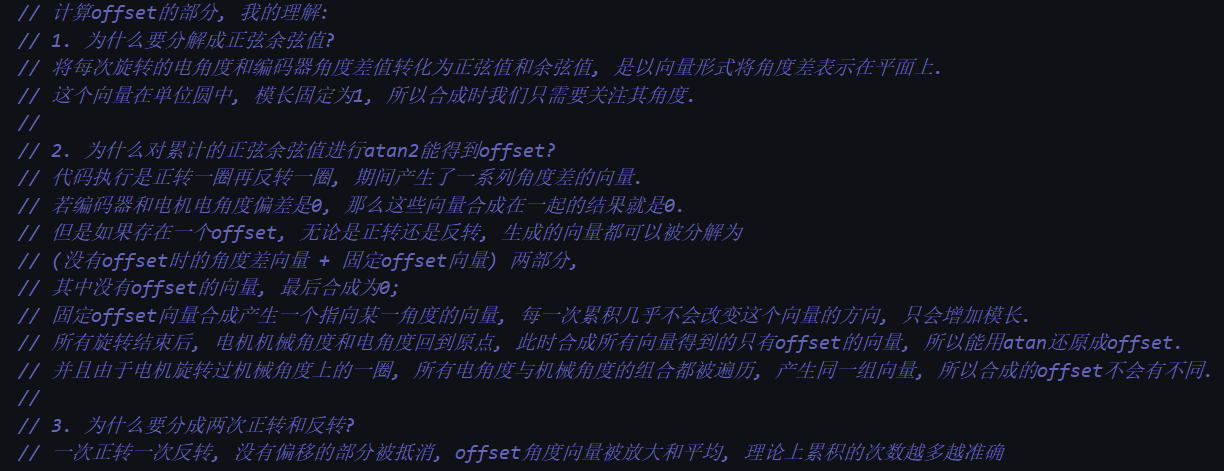 // 计算offset的部分, 我的理解:
// 1. 为什么要分解成正弦余弦值?
// 将每次旋转的电角度和编码器角度差值转化为正弦值和余弦值, 是以向量形式将角度差表示在平面上.
// 这个向量在单位圆中, 模长固定为1, 所以合成时我们只需要关注其角度.
//
// 2. 为什么对累计的正弦余弦值进行atan2能得到offset?
// 代码执行是正转一圈再反转一圈, 期间产生了一系列角度差的向量.
// 若编码器和电机电角度偏差是0, 那么这些向量合成在一起的结果就是0.
// 但是如果存在一个offset, 无论是正转还是反转, 生成的向量都可以被分解为
// (没有offset时的角度差向量 + 固定offset向量) 两部分,
// 其中没有offset的向量, 最后合成为0;
// 固定offset向量合成产生一个指向某一角度的向量, 每一次累积几乎不会改变这个向量的方向, 只会增加模长.
// 所有旋转结束后, 电机机械角度和电角度回到原点, 此时合成所有向量得到的只有offset的向量, 所以能用atan还原成offset.
// 并且由于电机旋转过机械角度上的一圈, 所有电角度与机械角度的组合都被遍历, 产生同一组向量, 所以合成的offset不会有不同.
//
// 3. 为什么要分成两次正转和反转?
// 一次正转一次反转, 没有偏移的部分被抵消, offset角度向量被放大和平均, 理论上累积的次数越多越准确